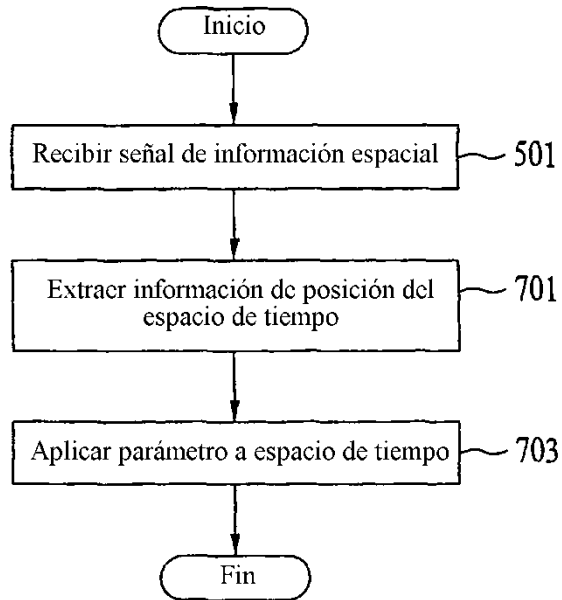 Inicio
Recibir señal de información espacial
501
Extraer información de posición del
espacio de tiempo
701
Aplicar parámetro a espacio de tiempo
703
Fin